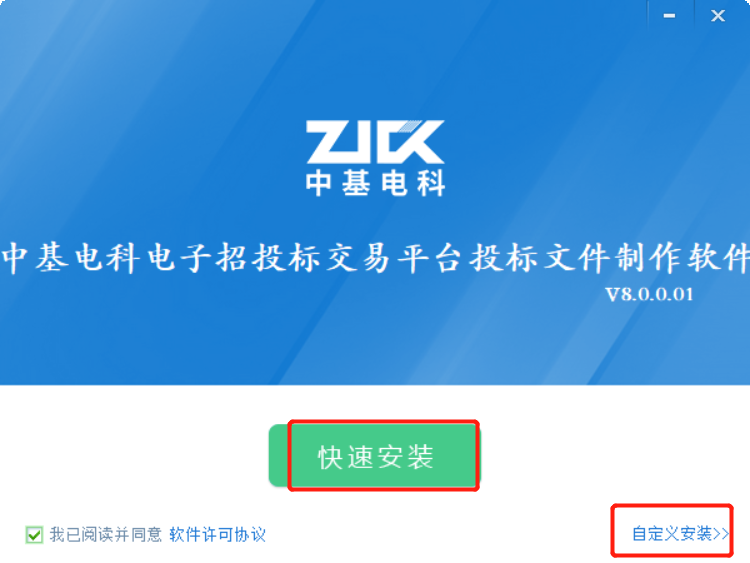 ZJCK
中基电科
中基电科电子招投标交易平台投标文件制作软件
V8.0.0.01
快速安装
我已阅读并同意 软件许可协议
自定义安装>>